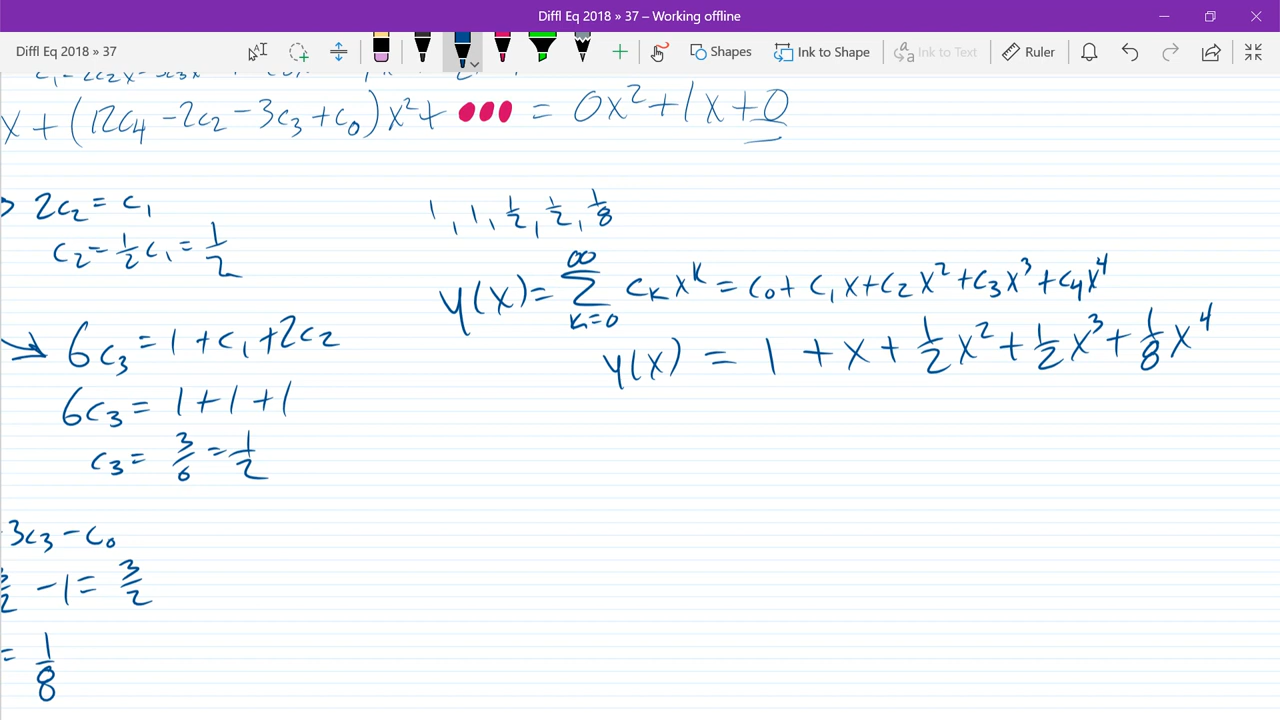 Diffl Eq 2018 » 37 – Working offline
Diffl Eq 2018 » 37
Shapes
Ink to Shape
Ink to Text
Ruler
x + (12c₄ - 2c₂ - 3c₃ + c₀)x² + ••• = 0x² + 1x + 0
2c₂ = c₁
c₂ = ½c₁ = ½
→ 6c₃ = 1 + c₁ + 2c₂
6c₃ = 1 + 1 + 1
c₃ = 3/6 = 1/2
3c₃ - c₀
- 1 = 3/2
= 1/8
1, 1, 1/2, 1/2, 1/8
y(x) = ∑_{k=0}^{∞} c_k x^k = c₀ + c₁x + c₂x² + c₃x³ + c₄x⁴
y(x) = 1 + x + ½x² + ½x³ + ⅛x⁴